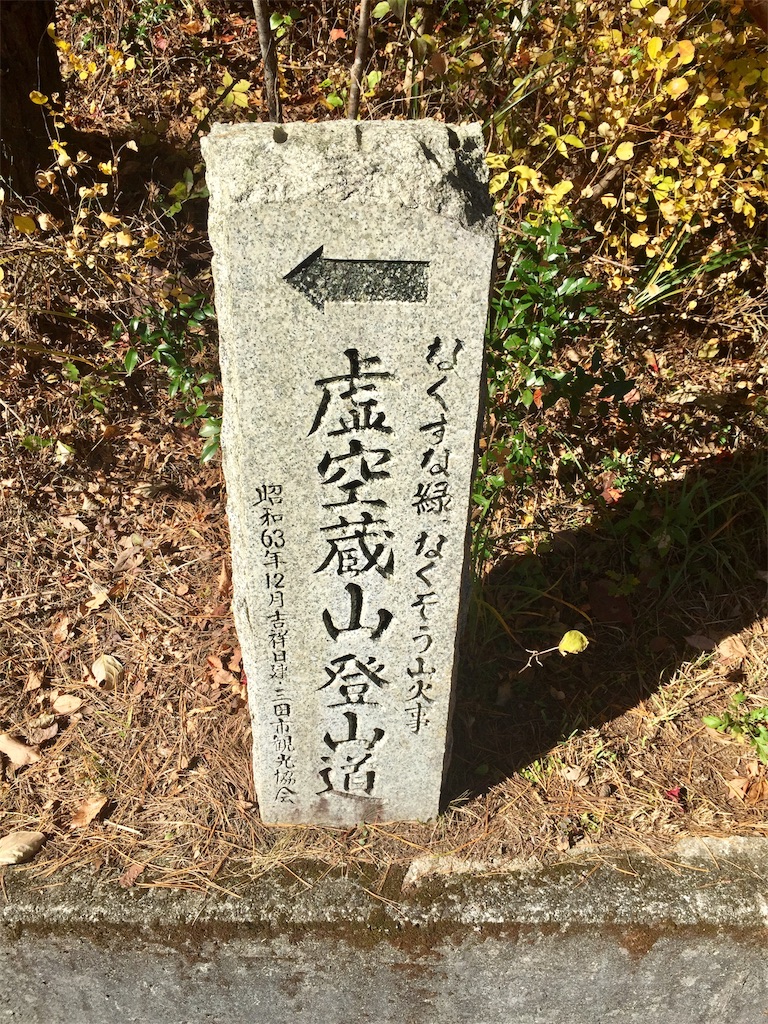 なくすな緑、なくそう山火事
虚空蔵山登山道
昭和63年12月吉祥日 三田市観光協会